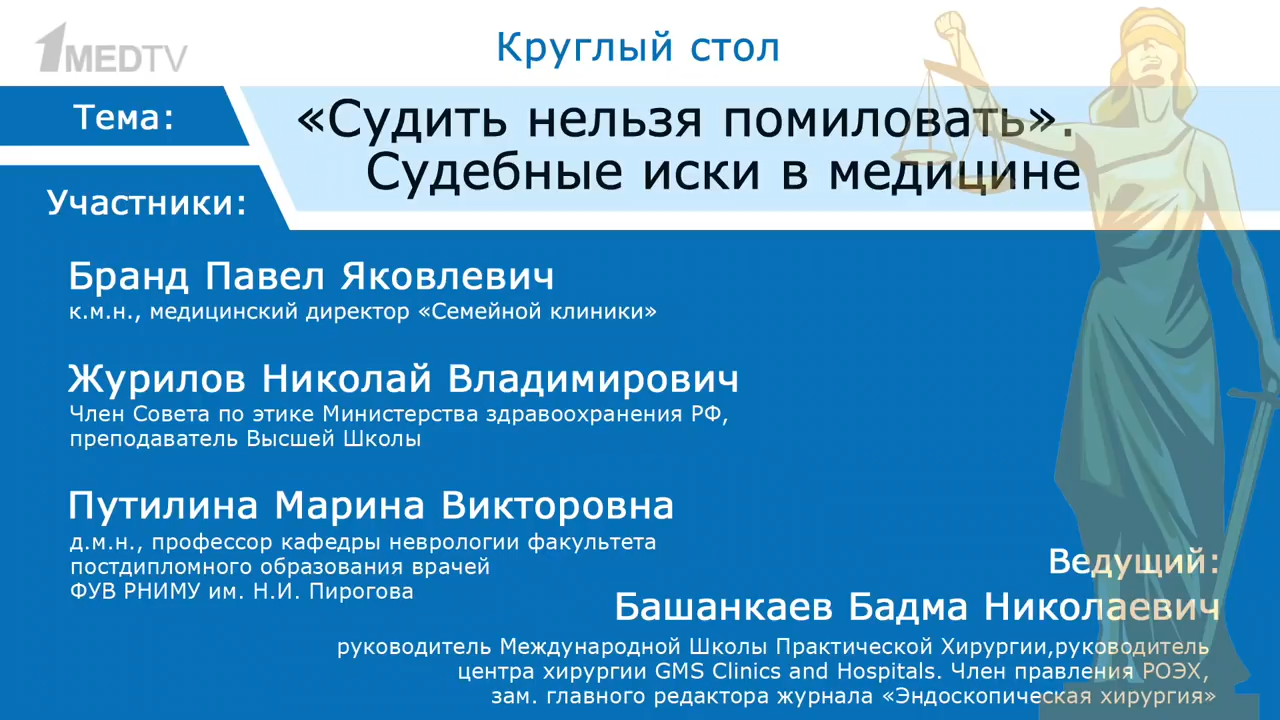 1MEDTV
Круглый стол
Тема:
«Судить нельзя помиловать».
Судебные иски в медицине
Участники:
Бранд Павел Яковлевич
к.м.н., медицинский директор «Семейной клиники»
Журилов Николай Владимирович
Член Совета по этике Министерства здравоохранения РФ,
преподаватель Высшей Школы
Путилина Марина Викторовна
д.м.н., профессор кафедры неврологии факультета
постдипломного образования врачей
ФУВ РНИМУ им. Н.И. Пирогова
Ведущий:
Башанкаев Бадма Николаевич
руководитель Международной Школы Практической Хирургии,руководитель
центра хирургии GMS Clinics and Hospitals. Член правления РОЭХ,
зам. главного редактора журнала «Эндоскопическая хирургия»